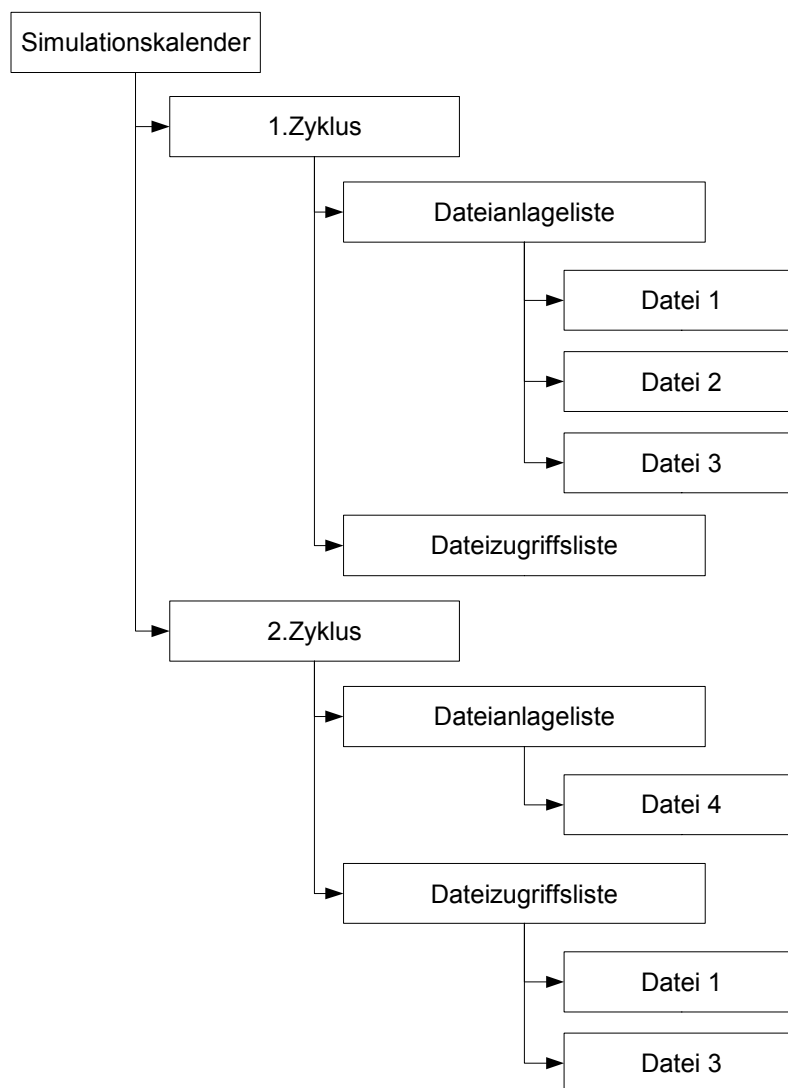 Simulationskalender
1.Zyklus
Dateianlageliste
Datei 1
Datei 2
Datei 3
Dateizugriffsliste
2.Zyklus
Dateianlageliste
Datei 4
Dateizugriffsliste
Datei 1
Datei 3